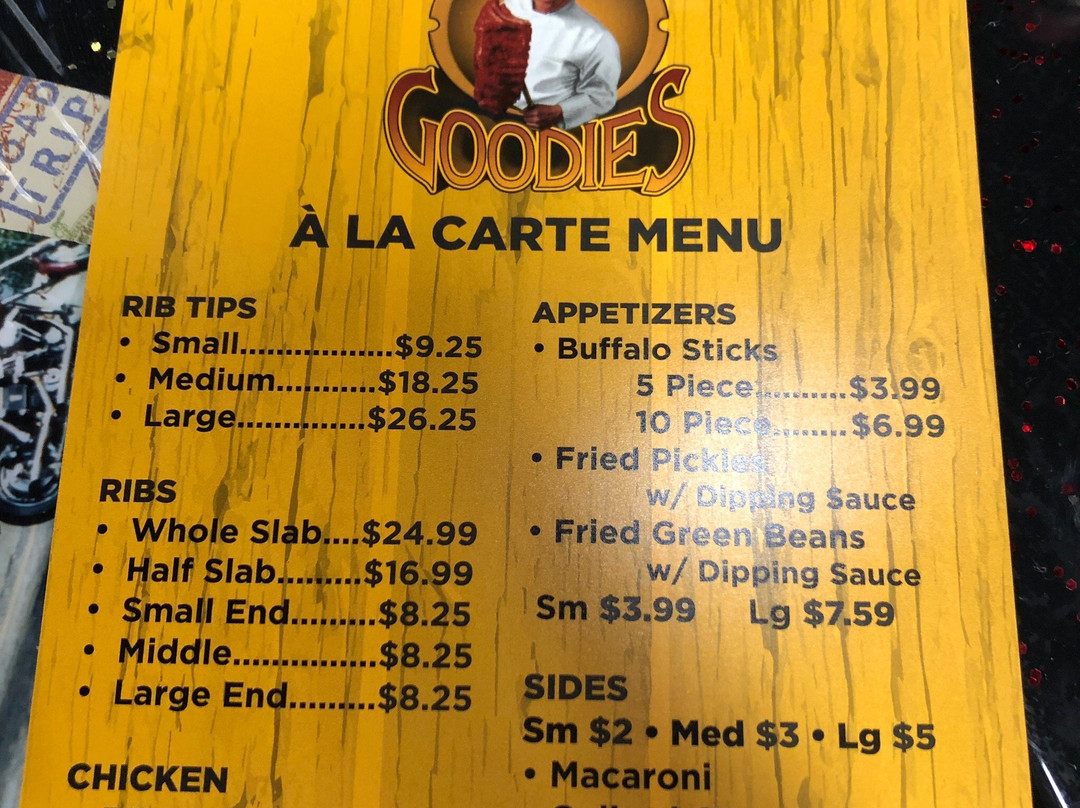 ROAD
TRIP
GOODIES
À LA CARTE MENU
RIB TIPS
• Small.................$9.25
• Medium...........$18.25
• Large..............$26.25
RIBS
• Whole Slab....$24.99
• Half Slab.........$16.99
• Small End.........$8.25
• Middle................$8.25
• Large End..........$8.25
CHICKEN
APPETIZERS
• Buffalo Sticks
5 Piece..........$3.99
10 Piece........$6.99
• Fried Pickles
w/ Dipping Sauce
• Fried Green Beans
w/ Dipping Sauce
Sm $3.99 Lg $7.59
SIDES
Sm $2 • Med $3 • Lg $5
• Macaroni